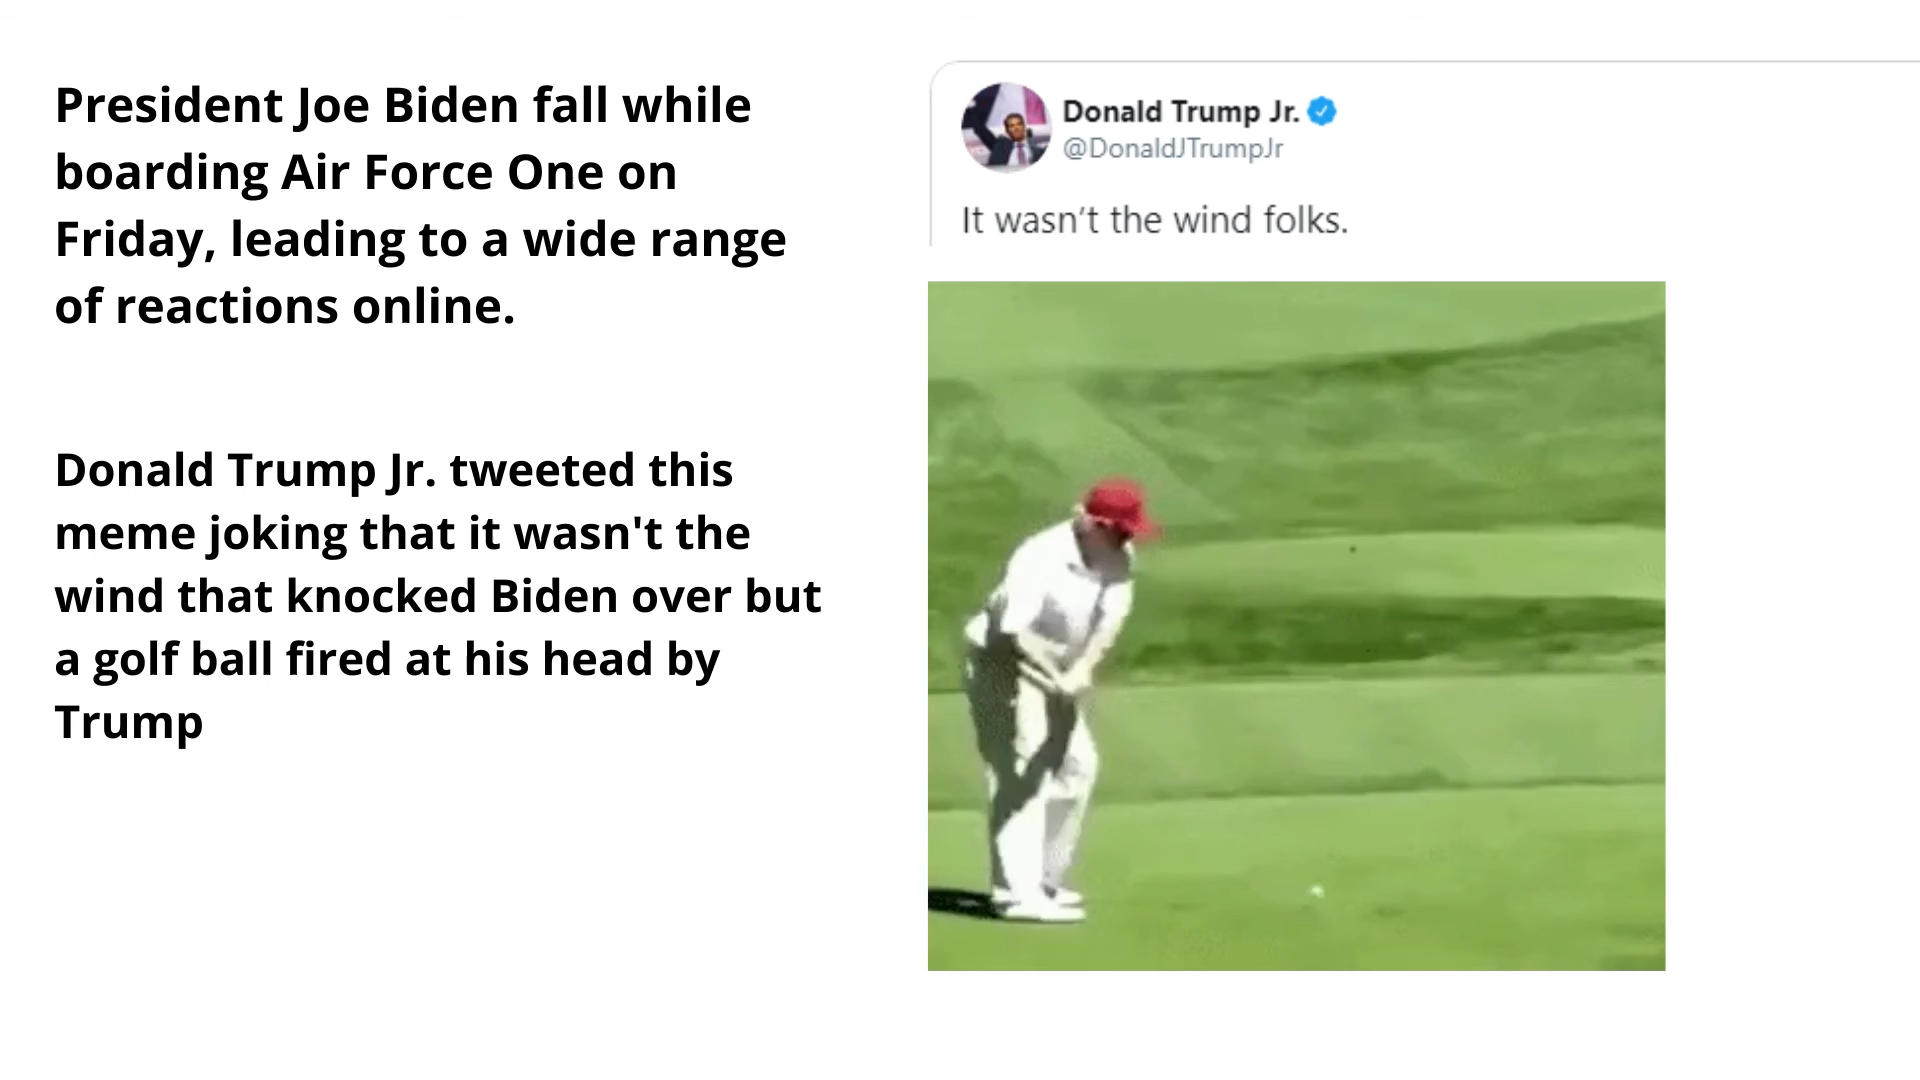 President Joe Biden fall while
boarding Air Force One on
Friday, leading to a wide range
of reactions online.
Donald Trump Jr. tweeted this
meme joking that it wasn't the
wind that knocked Biden over but
a golf ball fired at his head by
Trump
Donald Trump Jr.
@DonaldJTrumpJr
It wasn’t the wind folks.